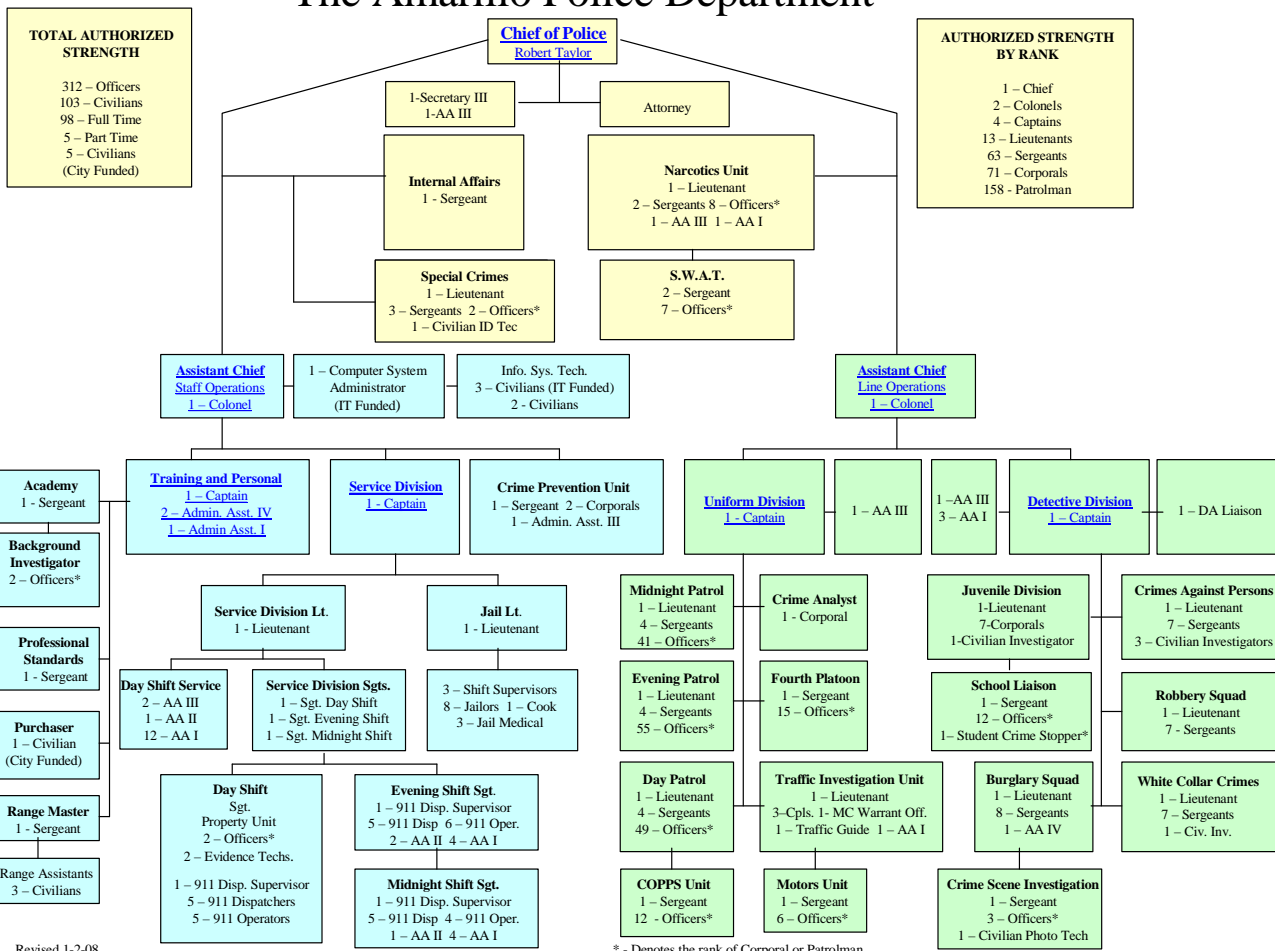 The Amarillo Police Department
TOTAL AUTHORIZED
STRENGTH
312 – Officers
103 – Civilians
98 – Full Time
5 – Part Time
5 – Civilians
(City Funded)
Chief of Police
Robert Taylor
AUTHORIZED STRENGTH
BY RANK
1 – Chief
2 – Colonels
4 – Captains
13 – Lieutenants
63 – Sergeants
71 – Corporals
158 - Patrolman
1-Secretary III
1-AA III
Attorney
Internal Affairs
1 - Sergeant
Narcotics Unit
1 – Lieutenant
2 – Sergeants 8 – Officers*
1 – AA III 1 – AA I
Special Crimes
1 – Lieutenant
3 – Sergeants 2 – Officers*
1 – Civilian ID Tec
S.W.A.T.
2 – Sergeant
7 – Officers*
Assistant Chief
Staff Operations
1 – Colonel
1 – Computer System
Administrator
(IT Funded)
Info. Sys. Tech.
3 – Civilians (IT Funded)
2 - Civilians
Assistant Chief
Line Operations
1 – Colonel
Academy
1 - Sergeant
Training and Personal
1 – Captain
2 – Admin. Asst. IV
1 – Admin Asst. I
Service Division
1 - Captain
Crime Prevention Unit
1 – Sergeant 2 – Corporals
1 – Admin. Asst. III
Uniform Division
1 - Captain
1 – AA III
1 –AA III
3 – AA I
Detective Division
1 – Captain
1 – DA Liaison
Background
Investigator
2 – Officers*
Professional
Standards
1 - Sergeant
Purchaser
1 – Civilian
(City Funded)
Range Master
1 - Sergeant
Range Assistants
3 – Civilians
Service Division Lt.
1 - Lieutenant
Jail Lt.
1 - Lieutenant
Day Shift Service
2 – AA III
1 – AA II
12 – AA I
Service Division Sgts.
1 – Sgt. Day Shift
1 – Sgt. Evening Shift
1 – Sgt. Midnight Shift
3 – Shift Supervisors
8 – Jailors 1 – Cook
3 – Jail Medical
Day Shift
Sgt.
Property Unit
2 – Officers*
2 – Evidence Techs.
1 – 911 Disp. Supervisor
5 – 911 Dispatchers
5 – 911 Operators
Evening Shift Sgt.
1 – 911 Disp. Supervisor
5 – 911 Disp 6 – 911 Oper.
2 – AA II 4 – AA I
Midnight Shift Sgt.
1 – 911 Disp. Supervisor
5 – 911 Disp 4 – 911 Oper.
1 – AA II 4 – AA I
Midnight Patrol
1 – Lieutenant
4 – Sergeants
41 – Officers*
Crime Analyst
1 - Corporal
Evening Patrol
1 – Lieutenant
4 – Sergeants
55 – Officers*
Fourth Platoon
1 – Sergeant
15 – Officers*
Day Patrol
1 – Lieutenant
4 – Sergeants
49 – Officers*
Traffic Investigation Unit
1 – Lieutenant
3–Cpls. 1- MC Warrant Off.
1 – Traffic Guide 1 – AA I
COPPS Unit
1 – Sergeant
12 - Officers*
Motors Unit
1 – Sergeant
6 – Officers*
Juvenile Division
1-Lieutenant
7-Corporals
1-Civilian Investigator
Crimes Against Persons
1 – Lieutenant
7 – Sergeants
3 – Civilian Investigators
School Liaison
1 – Sergeant
12 – Officers*
1– Student Crime Stopper*
Robbery Squad
1 – Lieutenant
7 - Sergeants
Burglary Squad
1 – Lieutenant
8 – Sergeants
1 – AA IV
White Collar Crimes
1 – Lieutenant
7 – Sergeants
1 – Civ. Inv.
Crime Scene Investigation
1 – Sergeant
3 – Officers*
1 – Civilian Photo Tech
Revised 1-2-08
* - Denotes the rank of Corporal or Patrolman